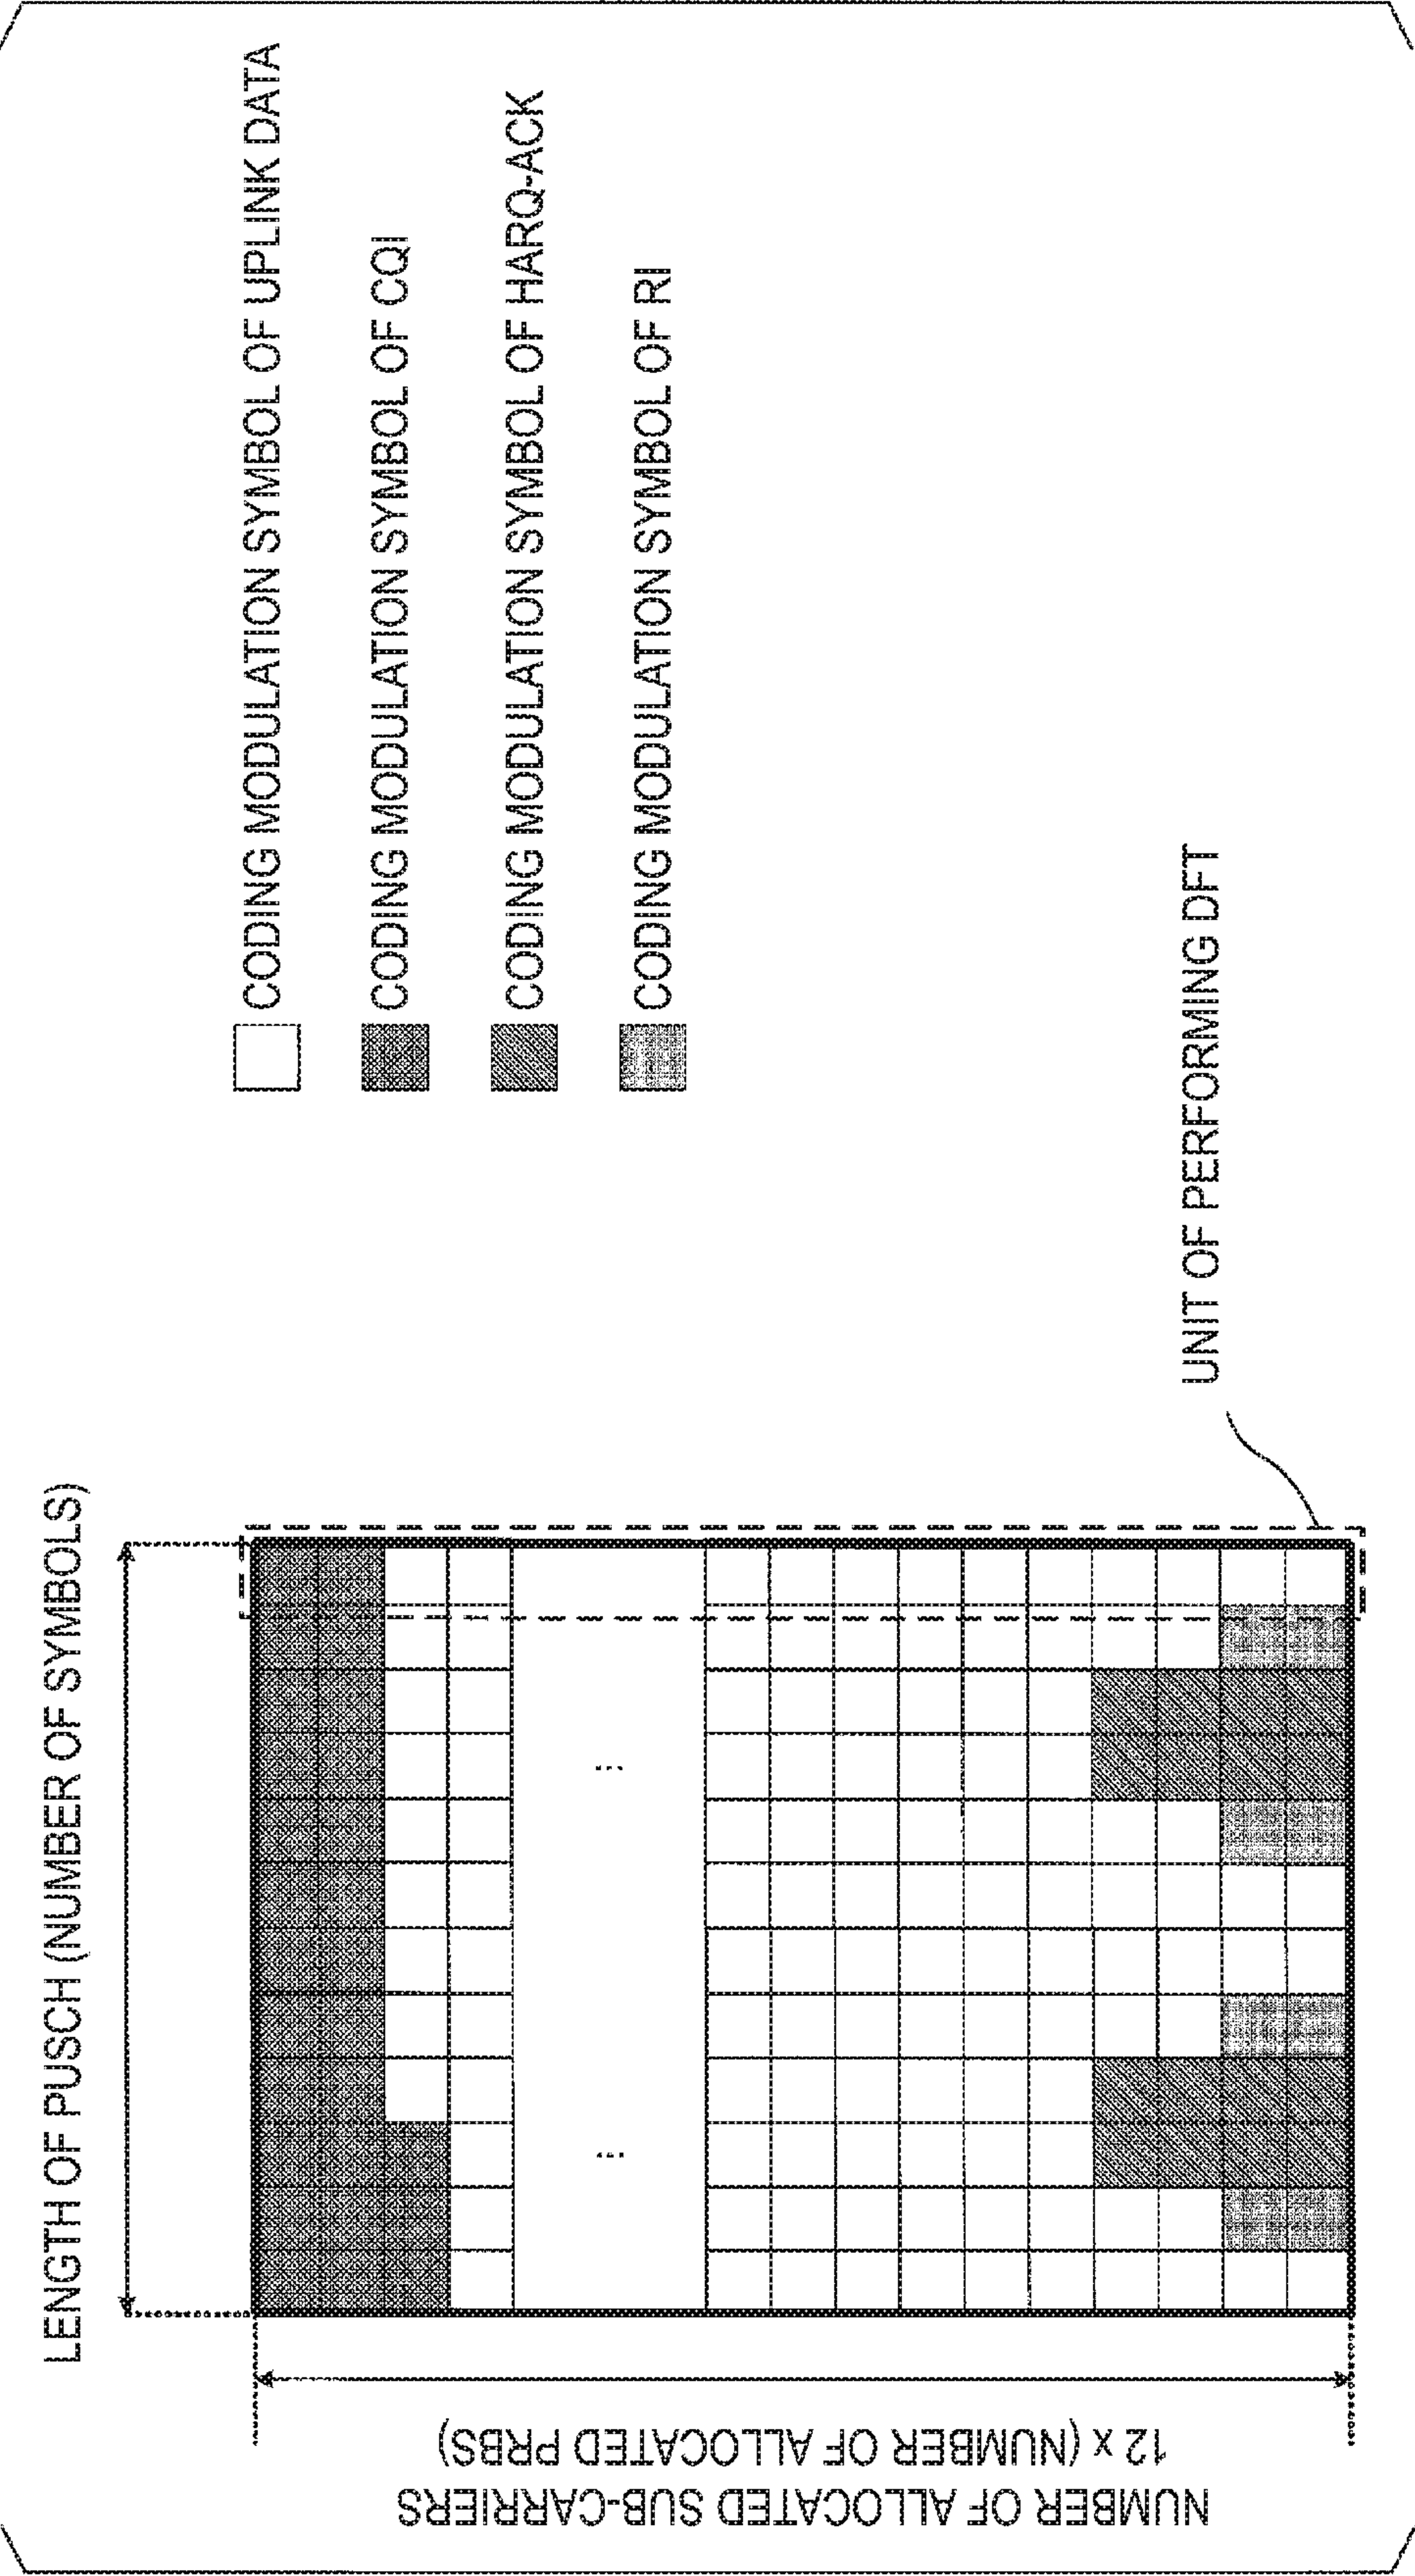 LENGTH OF PUSCH (NUMBER OF SYMBOLS)
NUMBER OF ALLOCATED SUB-CARRIERS
12 x (NUMBER OF ALLOCATED PRBS)
...
...
CODING MODULATION SYMBOL OF UPLINK DATA
CODING MODULATION SYMBOL OF CQI
CODING MODULATION SYMBOL OF HARQ-ACK
CODING MODULATION SYMBOL OF RI
UNIT OF PERFORMING DFT